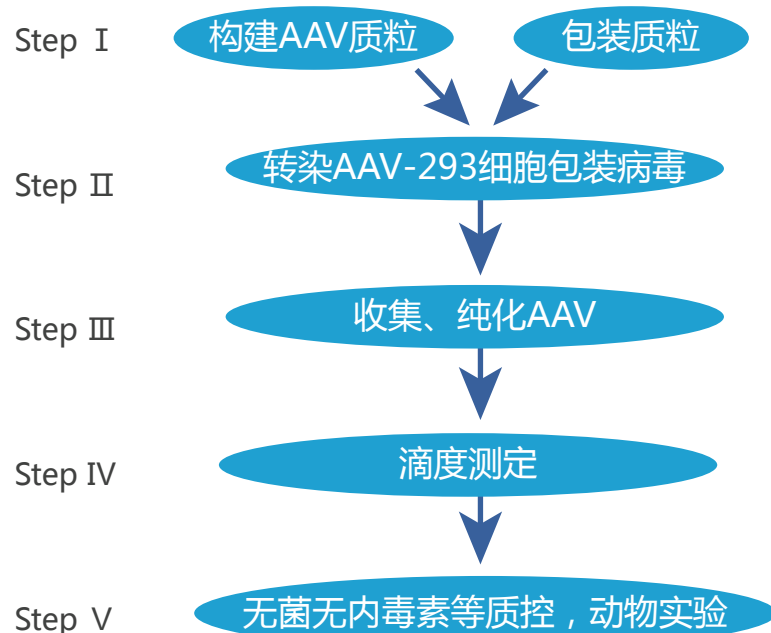 Step Ⅰ
构建AAV质粒
包装质粒
Step Ⅱ
转染AAV-293细胞包装病毒
Step Ⅲ
收集、纯化AAV
Step Ⅳ
滴度测定
Step Ⅴ
无菌无内毒素等质控，动物实验